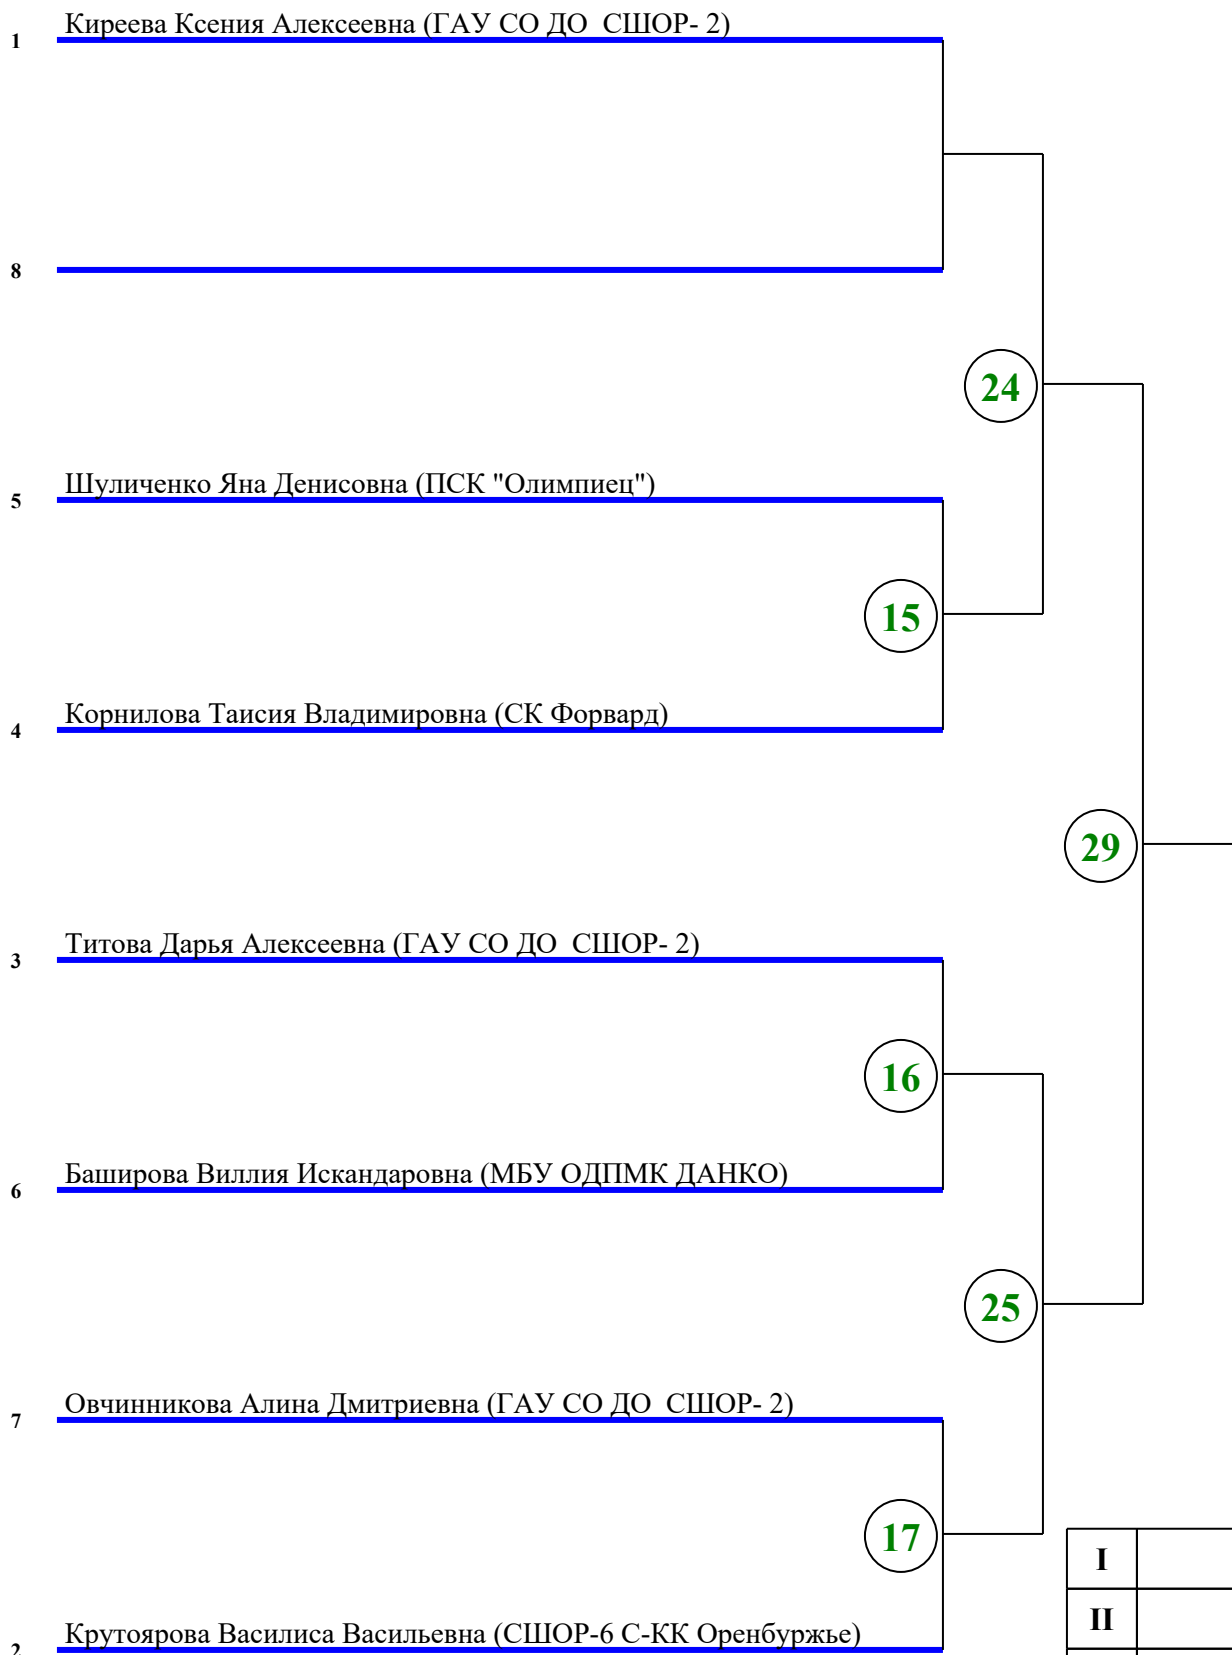 Киреева Ксения Алексеевна (ГАУ СО ДО  СШОР- 2)
1
8
24
Шуличенко Яна Денисовна (ПСК "Олимпиец")
5
15
Корнилова Таисия Владимировна (СК Форвард)
4
29
Титова Дарья Алексеевна (ГАУ СО ДО  СШОР- 2)
3
16
Баширова Виллия Искандаровна (МБУ ОДПМК ДАНКО)
6
25
Овчинникова Алина Дмитриевна (ГАУ СО ДО  СШОР- 2)
7
17
I
II
Крутоярова Василиса Васильевна (СШОР-6 С-КК Оренбуржье)
2